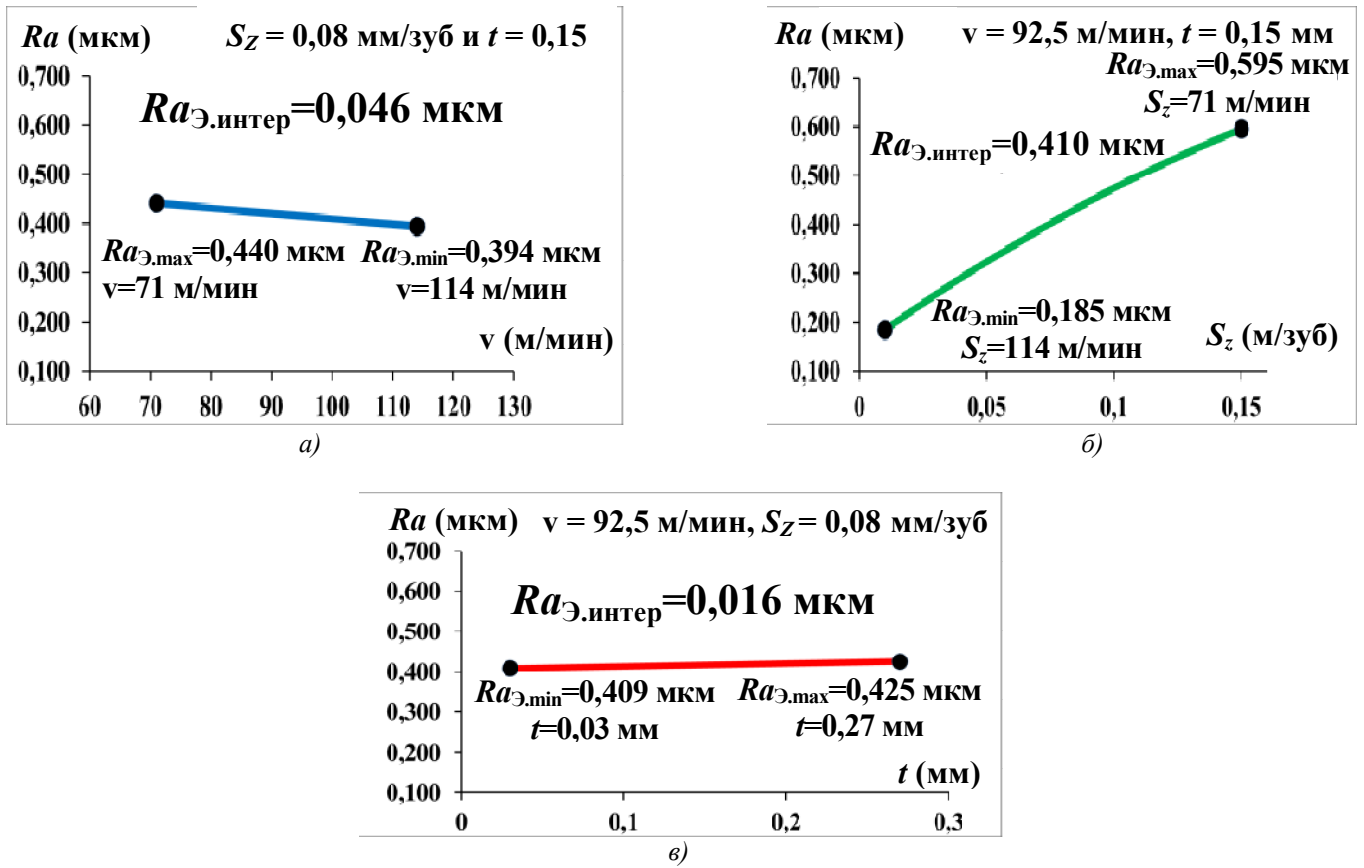 Ra (мкм) S_Z = 0,08 мм/зуб и t = 0,15
0,700
0,600
0,500
0,400
0,300
0,200
0,100
Ra_Э.интер=0,046 мкм
Ra_Э.max=0,440 мкм Ra_Э.min=0,394 мкм
v=71 м/мин v=114 м/мин
v (м/мин)
60 70 80 90 100 110 120 130
а)
Ra (мкм) v = 92,5 м/мин, t = 0,15 мм
Ra_Э.max=0,595 мкм
S_z=71 м/мин
0,700
0,600
0,500
0,400
0,300
0,200
0,100
Ra_Э.интер=0,410 мкм
Ra_Э.min=0,185 мкм
S_z=114 м/мин
S_z (м/зуб)
0 0,05 0,1 0,15
б)
Ra (мкм) v = 92,5 м/мин, S_Z = 0,08 мм/зуб
0,700
0,600
0,500
0,400
0,300
0,200
0,100
Ra_Э.интер=0,016 мкм
Ra_Э.min=0,409 мкм Ra_Э.max=0,425 мкм
t=0,03 мм t=0,27 мм
t (мм)
0 0,1 0,2 0,3
в)